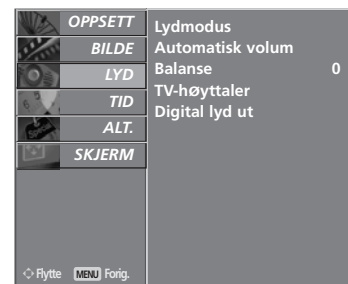 OPPSETT
BILDE
LYD
TID
ALT.
SKJERM
Lydmodus
Automatisk volum
Balanse 0
TV-høyttaler
Digital lyd ut
Flytte MENU Forig.